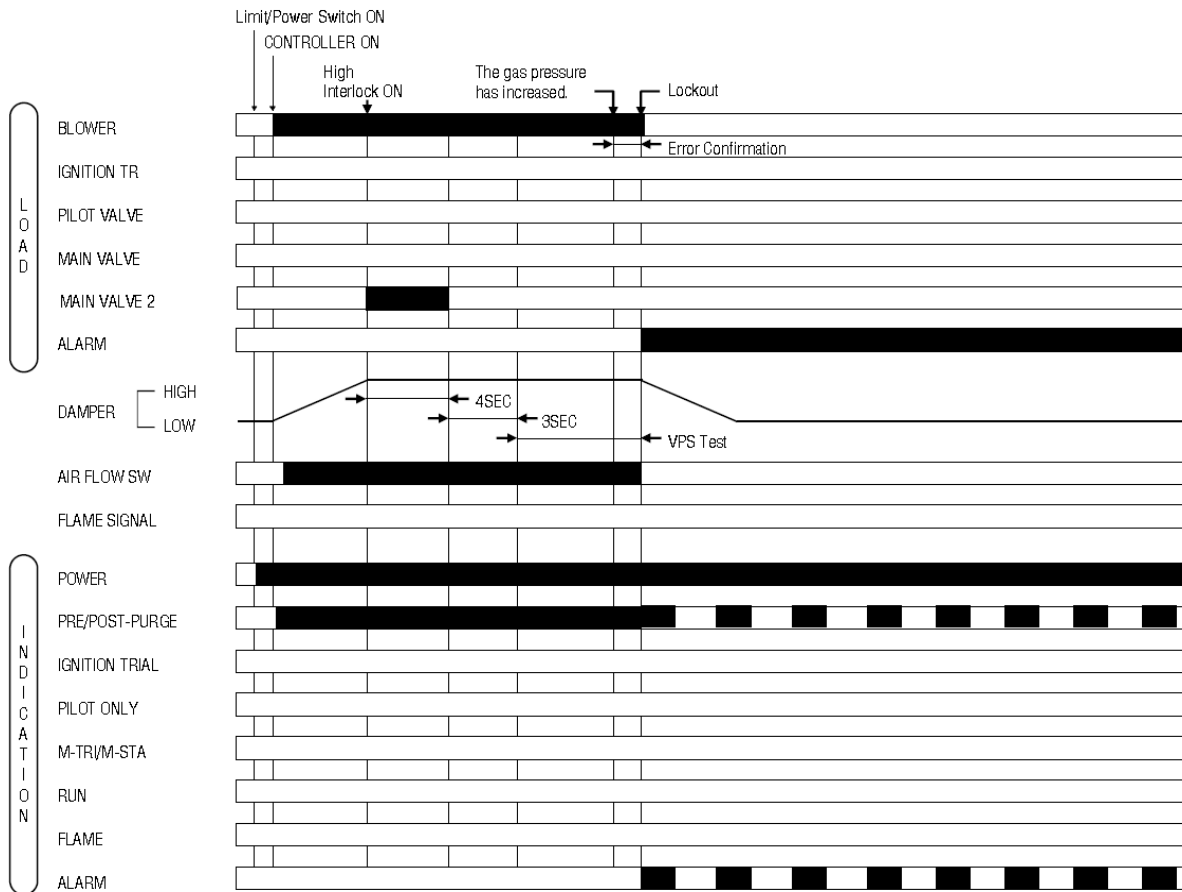 Limit/Power Switch ON
CONTROLLER ON
High
Interlock ON
The gas pressure
has increased.
Lockout
LOAD
BLOWER
Error Confirmation
IGNITION TR
PILOT VALVE
MAIN VALVE
MAIN VALVE 2
ALARM
DAMPER
HIGH
LOW
4SEC
3SEC
VPS Test
AIR FLOW SW
FLAME SIGNAL
INDICATION
POWER
PRE/POST-PURGE
IGNITION TRIAL
PILOT ONLY
M-TRI/M-STA
RUN
FLAME
ALARM